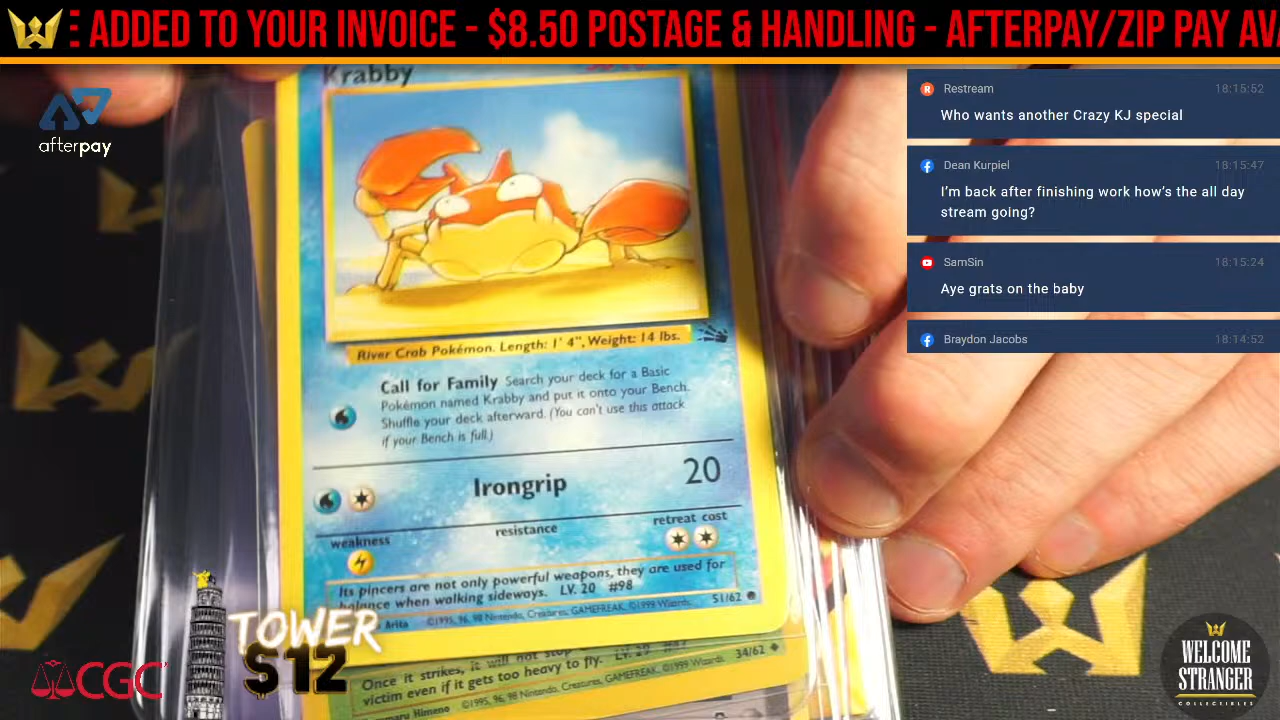 ADDED TO YOUR INVOICE - $8.50 POSTAGE & HANDLING - AFTERPAY/ZIP PAY AV
afterpay
Restream 18:15:52
Who wants another Crazy KJ special
Dean Kurpiel 18:15:47
I'm back after finishing work how's the all day
stream going?
SamSin 18:15:24
Aye grats on the baby
Braydon Jacobs 18:14:52
Krabby
River Crab Pokémon. Length: 1' 4", Weight: 14 lbs.
Call for Family Search your deck for a Basic
Pokémon named Krabby and put it onto your Bench.
Shuffle your deck afterward. (You can't use this attack
if your Bench is full.)
Irongrip 20
weakness resistance retreat cost
Its pincers are not only powerful weapons, they are used for
balance when walking sideways. LV. 20 #98
Arita ©1995, 96, 98 Nintendo, Creatures, GAMEFREAK. ©1999 Wizards. 51/62
Once it strikes, it will not stop
victim even if it gets too heavy to fly. 34/62
Himeno ©1995, 96, 98 Nintendo, Creatures, GAMEFREAK. ©1999 Wizards.
TOWER
$12
CGC
WELCOME
STRANGER
COLLECTIBLES